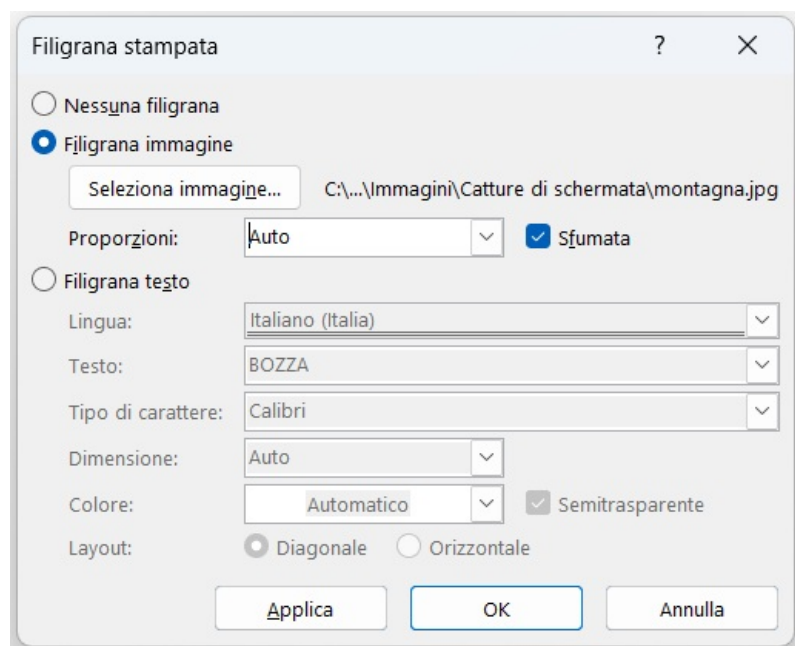 Filigrana stampata ?
Nessuna filigrana
Filigrana immagine
Seleziona immagine... C:\...\Immagini\Catture di schermata\montagna.jpg
Proporzioni: Auto Sfumata
Filigrana testo
Lingua: Italiano (Italia)
Testo: BOZZA
Tipo di carattere: Calibri
Dimensione: Auto
Colore: Automatico Semitrasparente
Layout: Diagonale Orizzontale
Applica OK Annulla